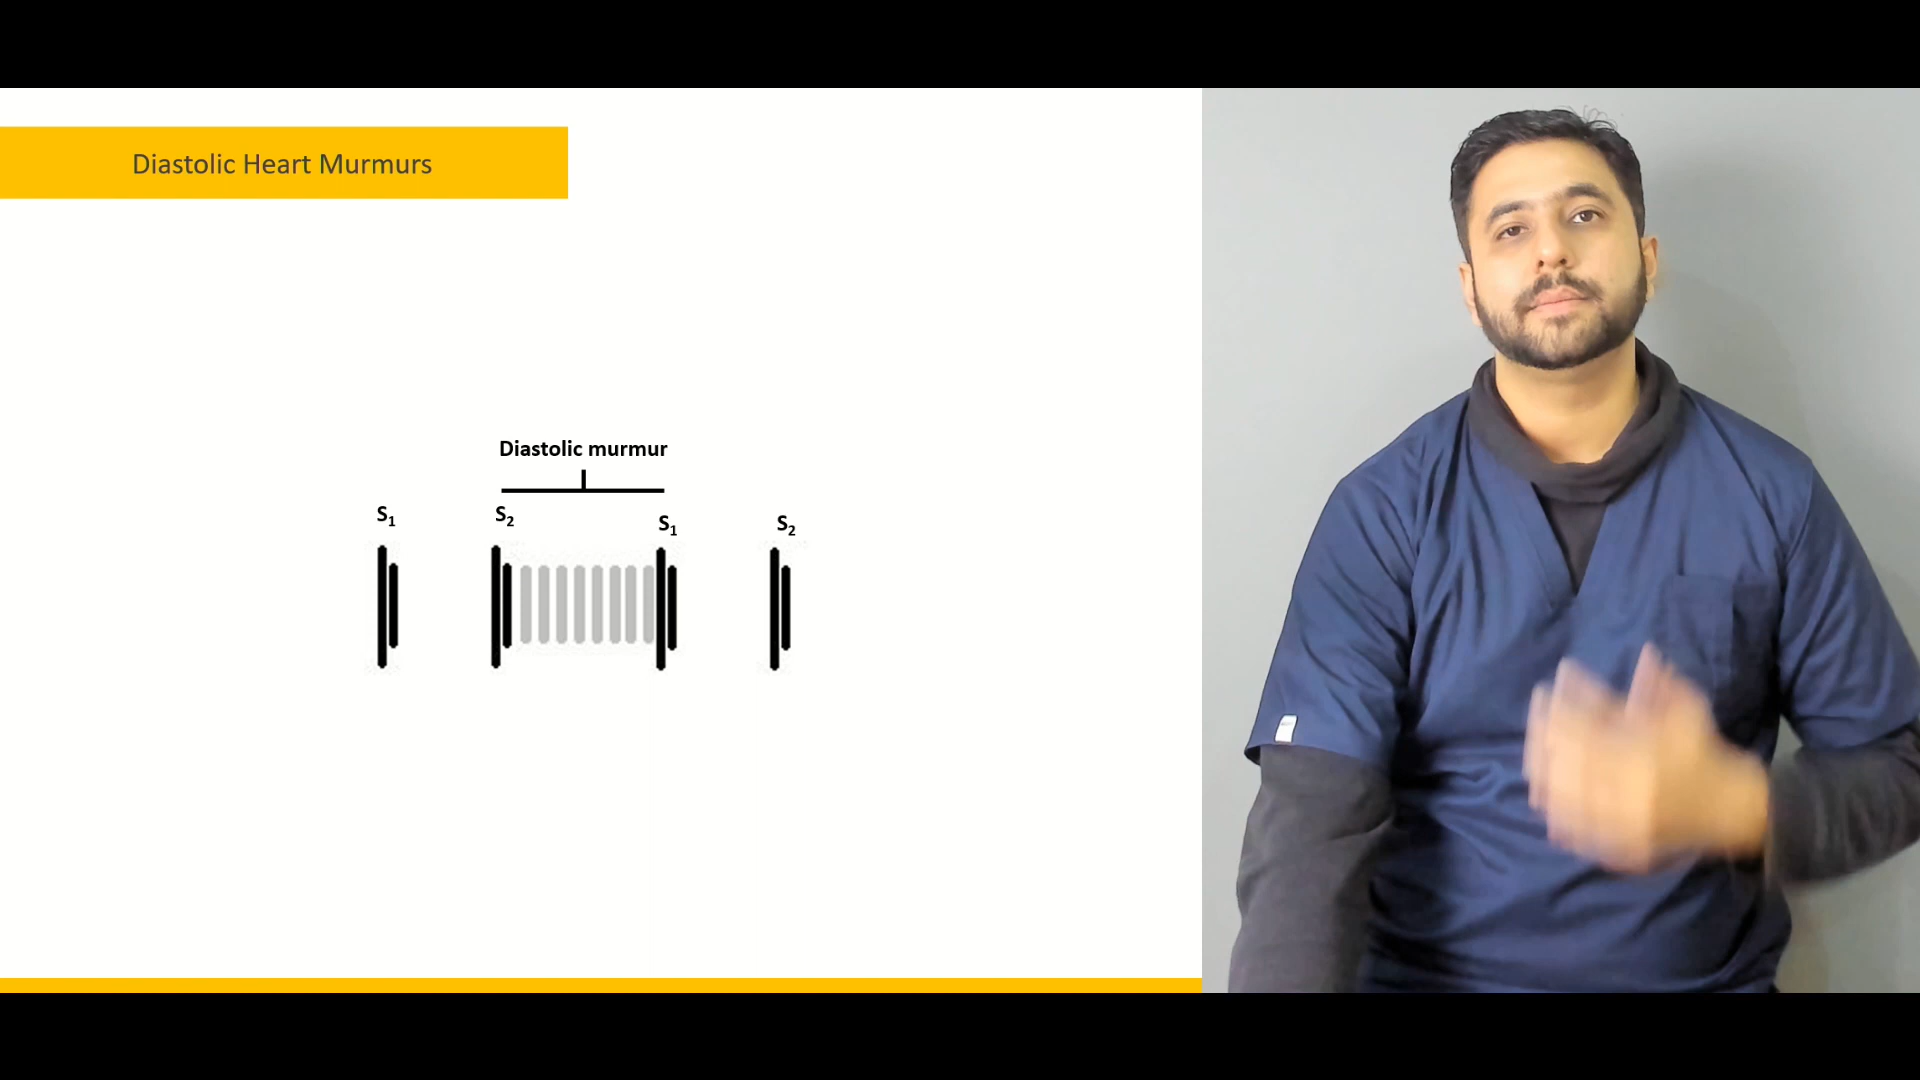 Diastolic Heart Murmurs
Diastolic murmur
S₁ S₂ S₁ S₂